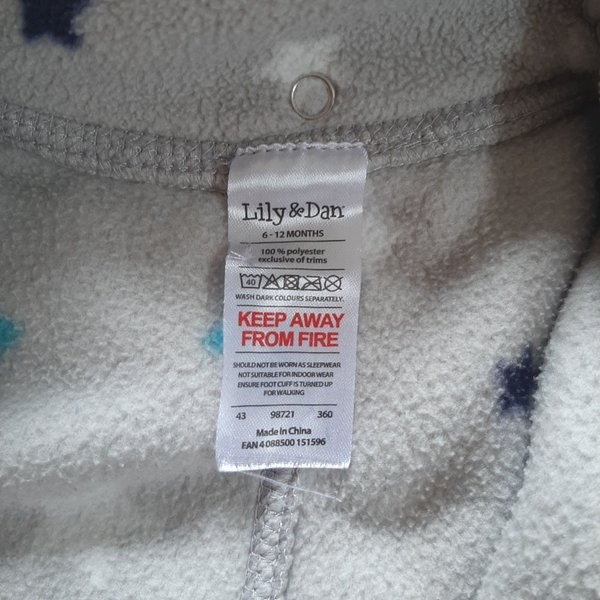 Lily&Dan
6 - 12 MONTHS
100 % polyester
exclusive of trims
40
WASH DARK COLOURS SEPARATELY.
KEEP AWAY
FROM FIRE
SHOULD NOT BE WORN AS SLEEPWEAR
NOT SUITABLE FOR INDOOR WEAR
ENSURE FOOT CUFF IS TURNED UP
FOR WALKING
43 98721 360
Made in China
EAN 4 088500 151596